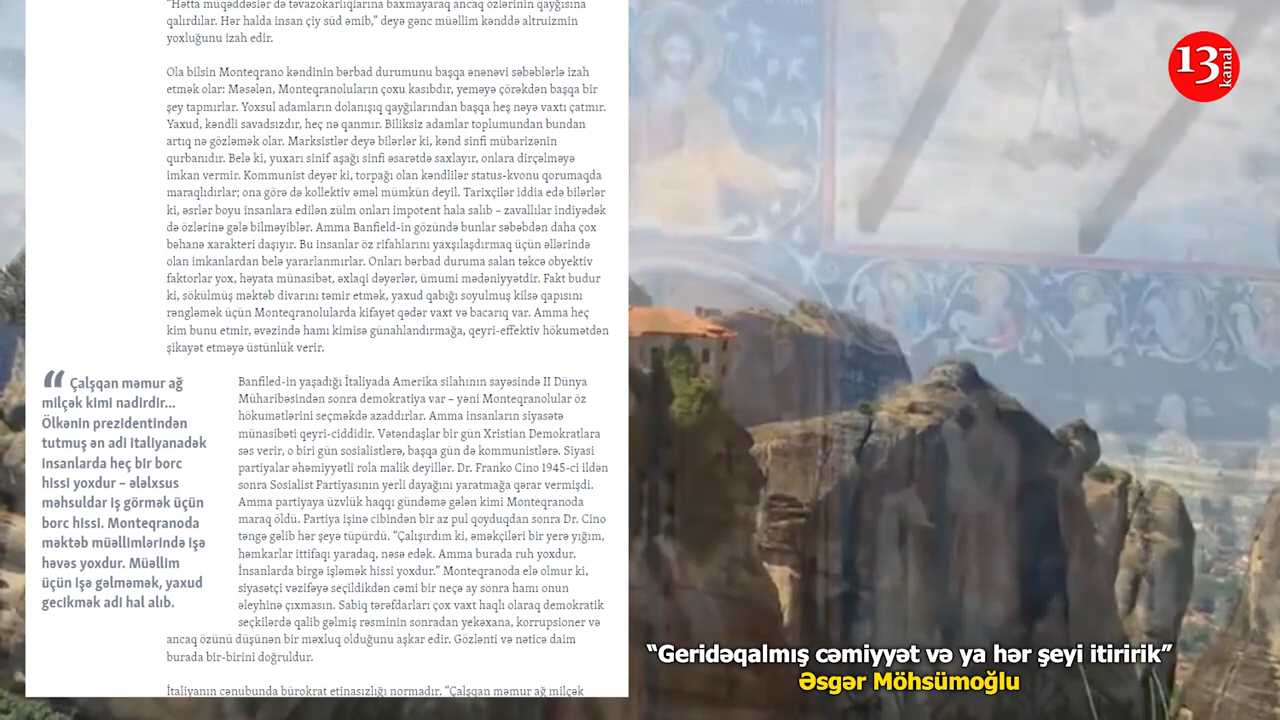 “Hətta müqəddəslər də təvazökarlıqlarına baxmayaraq ancaq özlərinin qayğısına
qalırdılar. Hər halda insan çiy süd əmib,” deyə gənc müəllim kənddə altruizmin
yoxluğunu izah edir.
Ola bilsin Monteqrano kəndinin bərbad durumunu başqa ənənəvi səbəblərlə izah
etmək olar: Məsələn, Monteqranoluların çoxu kasıbdır, yeməyə çörəkdən başqa bir
şey tapmırlar. Yoxsul adamların dolanışıq qayğılarından başqa heç nəyə vaxtı çatmır.
Yaxud, kəndli savadsızdır, heç nə qanmır. Biliksiz adamlar toplumundan bundan
artıq nə gözləmək olar. Marksistlər deyə bilərlər ki, kənd sinfi mübarizənin
qurbanıdır. Belə ki, yuxarı sinif aşağı sinfi əsarətdə saxlayır, onlara dirçəlməyə
imkan vermir. Kommunist deyər ki, torpağı olan kəndlilər status-kvonu qorumaqda
maraqlıdırlar; ona görə də kollektiv əməl mümkün deyil. Tarixçilər iddia edə bilərlər
ki, əsrlər boyu insanlara edilən zülm onları impotent hala salıb – zavallılar indiyədək
də özlərinə gələ bilməyiblər. Amma Banfield-in gözündə bunlar səbəbdən daha çox
bəhanə xarakteri daşıyır. Bu insanlar öz rifahlarını yaxşılaşdırmaq üçün əllərində
olan imkanlardan belə yararlanmırlar. Onları bərbad duruma salan təkcə obyektiv
faktorlar yox, həyata münasibət, əxlaqi dəyərlər, ümumi mədəniyyətdir. Fakt budur
ki, sökülmüş məktəb divarını təmir etmək, yaxud qabığı soyulmuş kilsə qapısını
rəngləmək üçün Monteqranolularda kifayət qədər vaxt və bacarıq var. Amma heç
kim bunu etmir, əvəzində hamı kimisə günahlandırmağa, qeyri-effektiv hökumətdən
şikayət etməyə üstünlük verir.
“ Çalşqan məmur ağ
milçək kimi nadirdir...
Ölkənin prezidentindən
tutmuş ən adi italiyanadək
insanlarda heç bir borc
hissi yoxdur – ələlxsus
məhsuldar iş görmək üçün
borc hissi. Monteqranoda
məktəb müəllimlərində işə
həvəs yoxdur. Müəllim
üçün işə gəlməmək, yaxud
gecikmək adi hal alıb.
Banfiled-in yaşadığı İtaliyada Amerika silahının sayəsində II Dünya
Müharibəsindən sonra demokratiya var – yəni Monteqranolular öz
hökumətlərini seçməkdə azaddırlar. Amma insanların siyasətə
münasibəti qeyri-ciddidir. Vətəndaşlar bir gün Xristian Demokratlara
səs verir, o biri gün sosialistlərə, başqa gün də kommunistlərə. Siyasi
partiyalar əhəmiyyətli rola malik deyillər. Dr. Franko Cino 1945-ci ildən
sonra Sosialist Partiyasının yerli dayağını yaratmağa qərar vermişdi.
Amma partiyaya üzvlük haqqı gündəmə gələn kimi Monteqranoda
maraq öldü. Partiya işinə cibindən bir az pul qoyduqdan sonra Dr. Cino
təngə gəlib hər şeyə tüpürdü. “Çalışırdım ki, əməkçiləri bir yerə yığım,
həmkarlar ittifaqı yaradaq, nəsə edək. Amma burada ruh yoxdur.
İnsanlarda birgə işləmək hissi yoxdur.” Monteqranoda elə olmur ki,
siyasətçi vəzifəyə seçildikdən cəmi bir neçə ay sonra hamı onun
əleyhinə çıxmasın. Sabiq tərəfdarları çox vaxt haqlı olaraq demokratik
seçkilərdə qalib gəlmiş rəsminin sonradan yekəxana, korrupsioner və
ancaq özünü düşünən bir məxluq olduğunu aşkar edir. Gözlənti və nəticə daim
burada bir-birini doğruldur.
İtaliyanın cənubunda bürokrat etinasızlığı normadır. “Çalşqan məmur ağ milçək
13 kanal
“Geridəqalmış cəmiyyət və ya hər şeyi itiririk”
Əsgər Möhsümoğlu